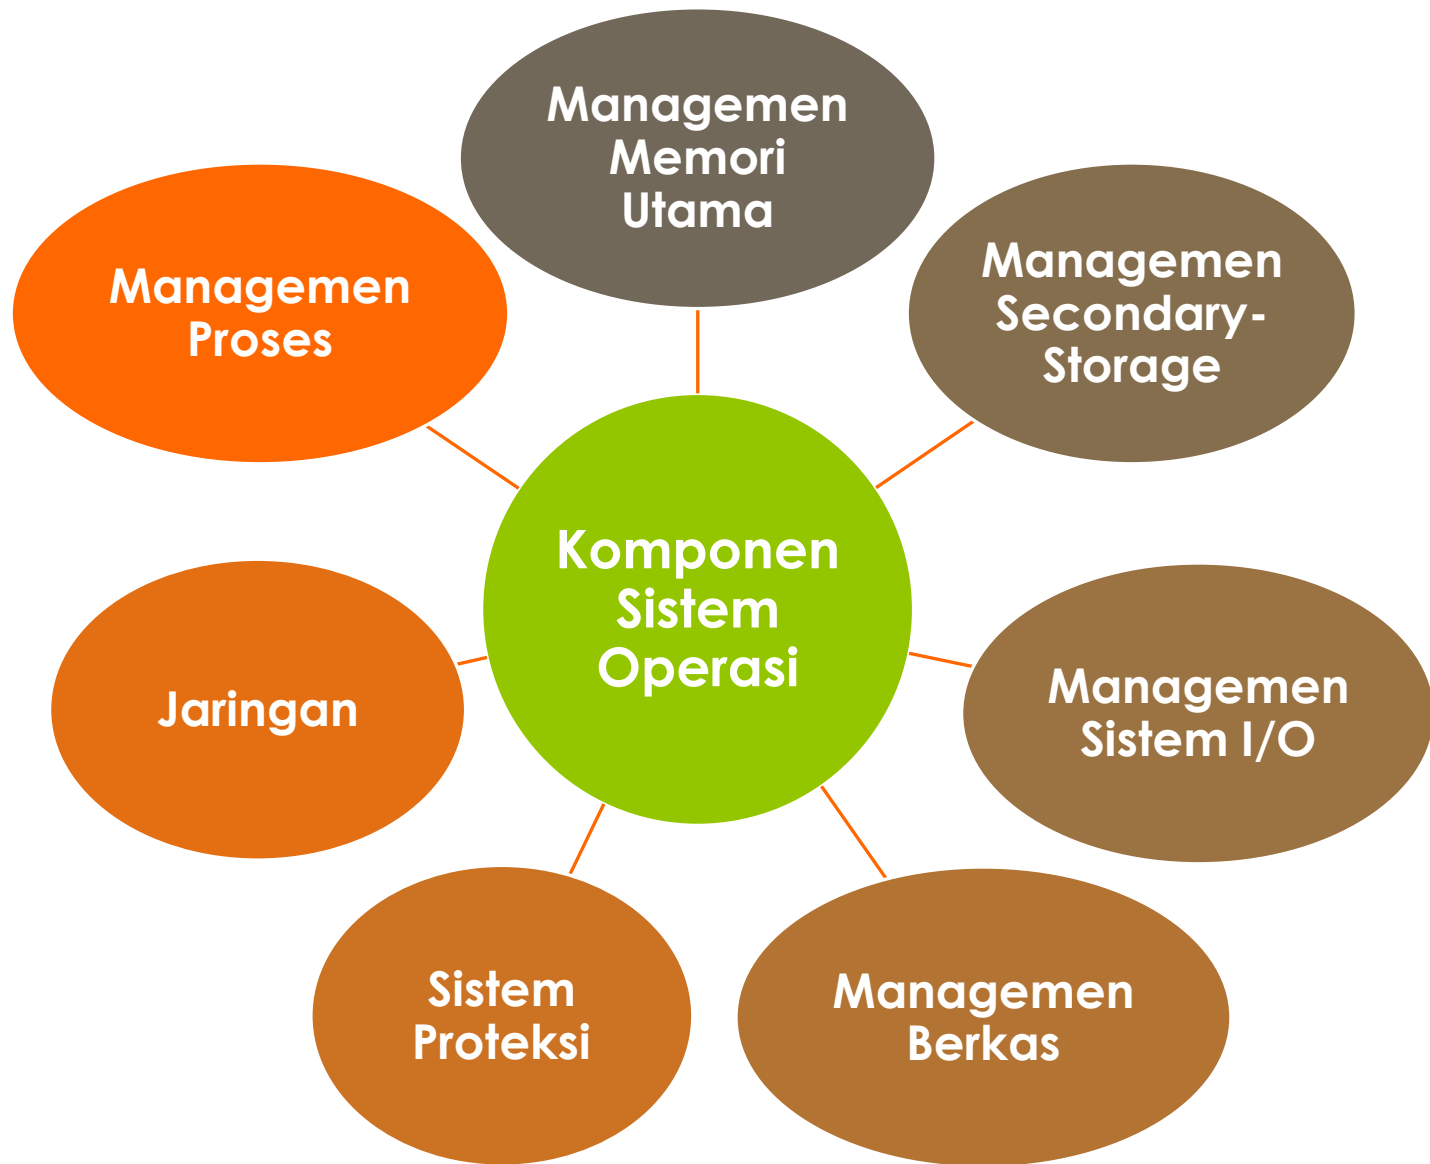 Managemen
Memori
Utama
Managemen
Secondary-
Storage
Managemen
Sistem I/O
Managemen
Berkas
Sistem
Proteksi
Jaringan
Managemen
Proses
Komponen
Sistem
Operasi